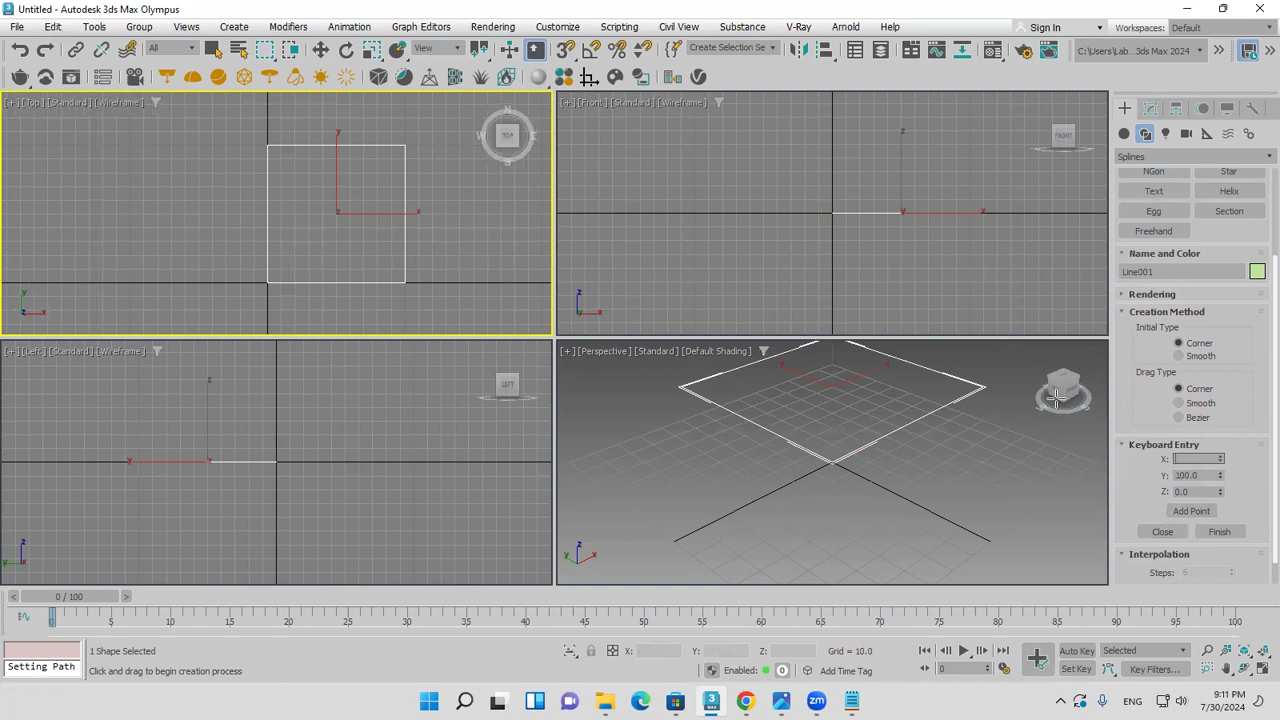 Untitled - Autodesk 3ds Max Olympus
File Edit Tools Group Views Create Modifiers Animation Graph Editors Rendering Customize Scripting Civil View Substance V-Ray Arnold Help Sign In Workspaces: Default
All View Create Selection Se C:\Users\Lab ...3ds Max 2024
[+] [Top] [Standard] [Wireframe]
[+] [Front] [Standard] [Wireframe]
N
W TOP E
S
FRONT
y
z x
z
y x
y
z x
z
x
Splines
NGon Star
Text Helix
Egg Section
Freehand
Name and Color
Line001
Rendering
Creation Method
Initial Type
Corner
Smooth
Drag Type
Corner
Smooth
Bezier
Keyboard Entry
X:
Y: 100.0
Z: 0.0
Add Point
Close Finish
Interpolation
Steps: 6
[+] [Left] [Standard] [Wireframe]
[+] [Perspective] [Standard] [Default Shading]
LEFT
z
y
z
y
z
y x
0 / 100
0 5 10 15 20 25 30 35 40 45 50 55 60 65 70 75 80 85 90 95 100
Setting Path
1 Shape Selected
Click and drag to begin creation process
X: Y: Z: Grid = 10.0
Enabled: 0 Add Time Tag
0
Auto Key Selected
Set Key Key Filters...
ENG
9:11 PM
7/30/2024